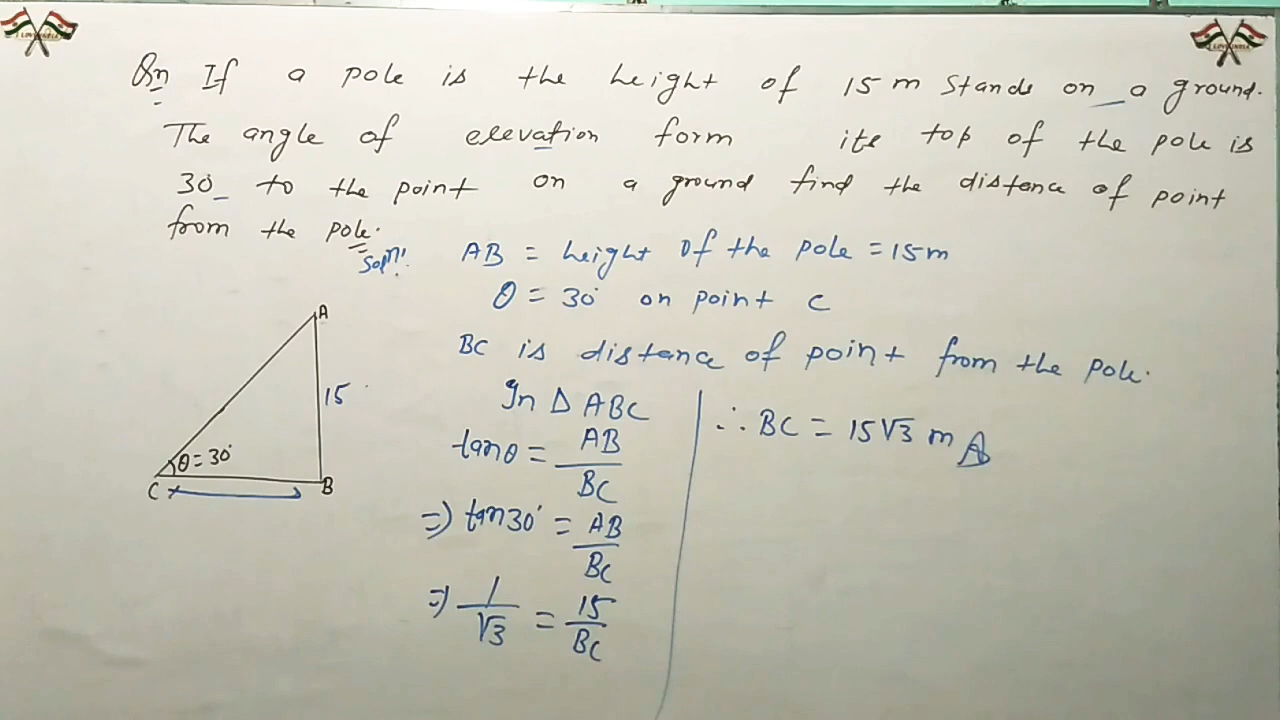 Qn If a pole is the height of 15 m stands on a ground.
The angle of elevation form its top of the pole is
30 to the point on a ground find the distance of point
from the pole.
Solⁿ:
AB = height of the pole = 15m
θ = 30° on point C
BC is distance of point from the pole.
In Δ ABC
tanθ = AB/BC
⇒ tan30° = AB/BC
⇒ 1/√3 = 15/BC
∴ BC = 15√3 m A
A
15
θ = 30°
C
B